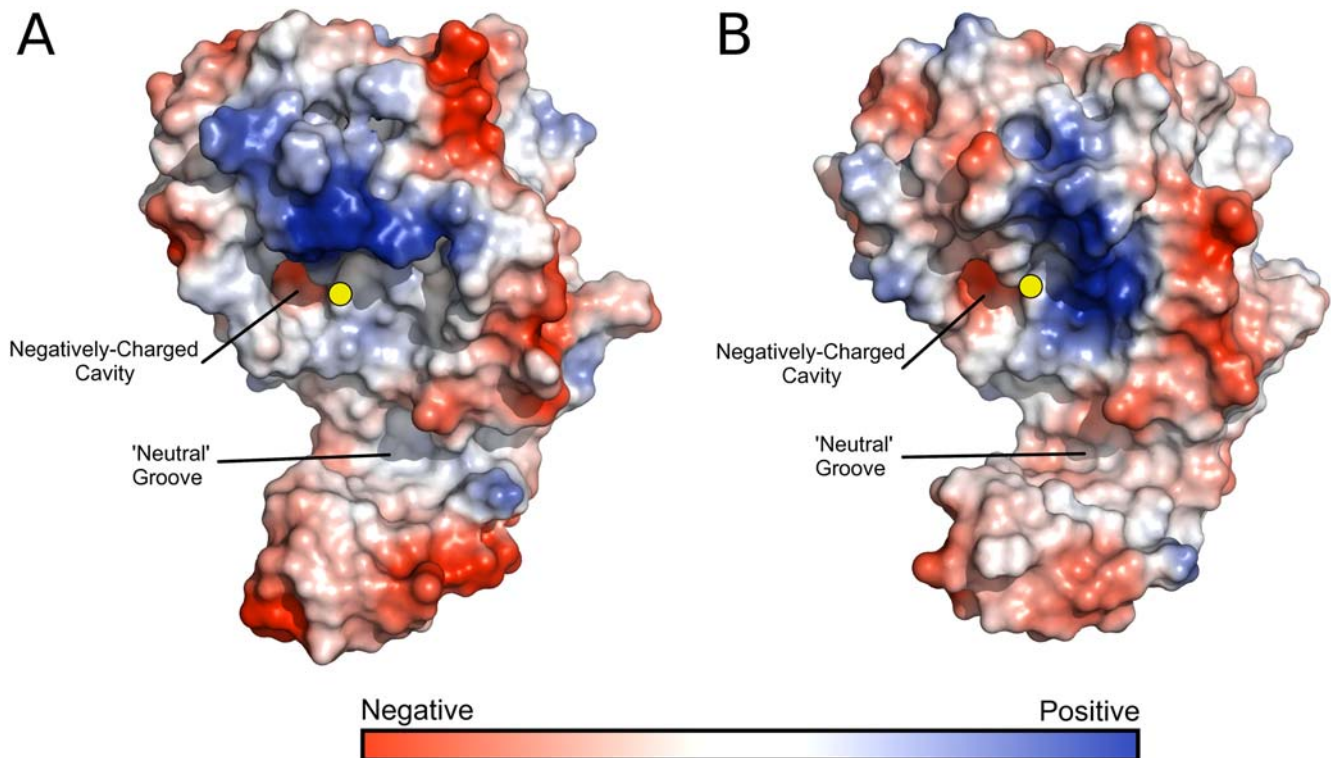 A
B
Negatively-Charged
Cavity
'Neutral'
Groove
Negatively-Charged
Cavity
'Neutral'
Groove
Negative
Positive